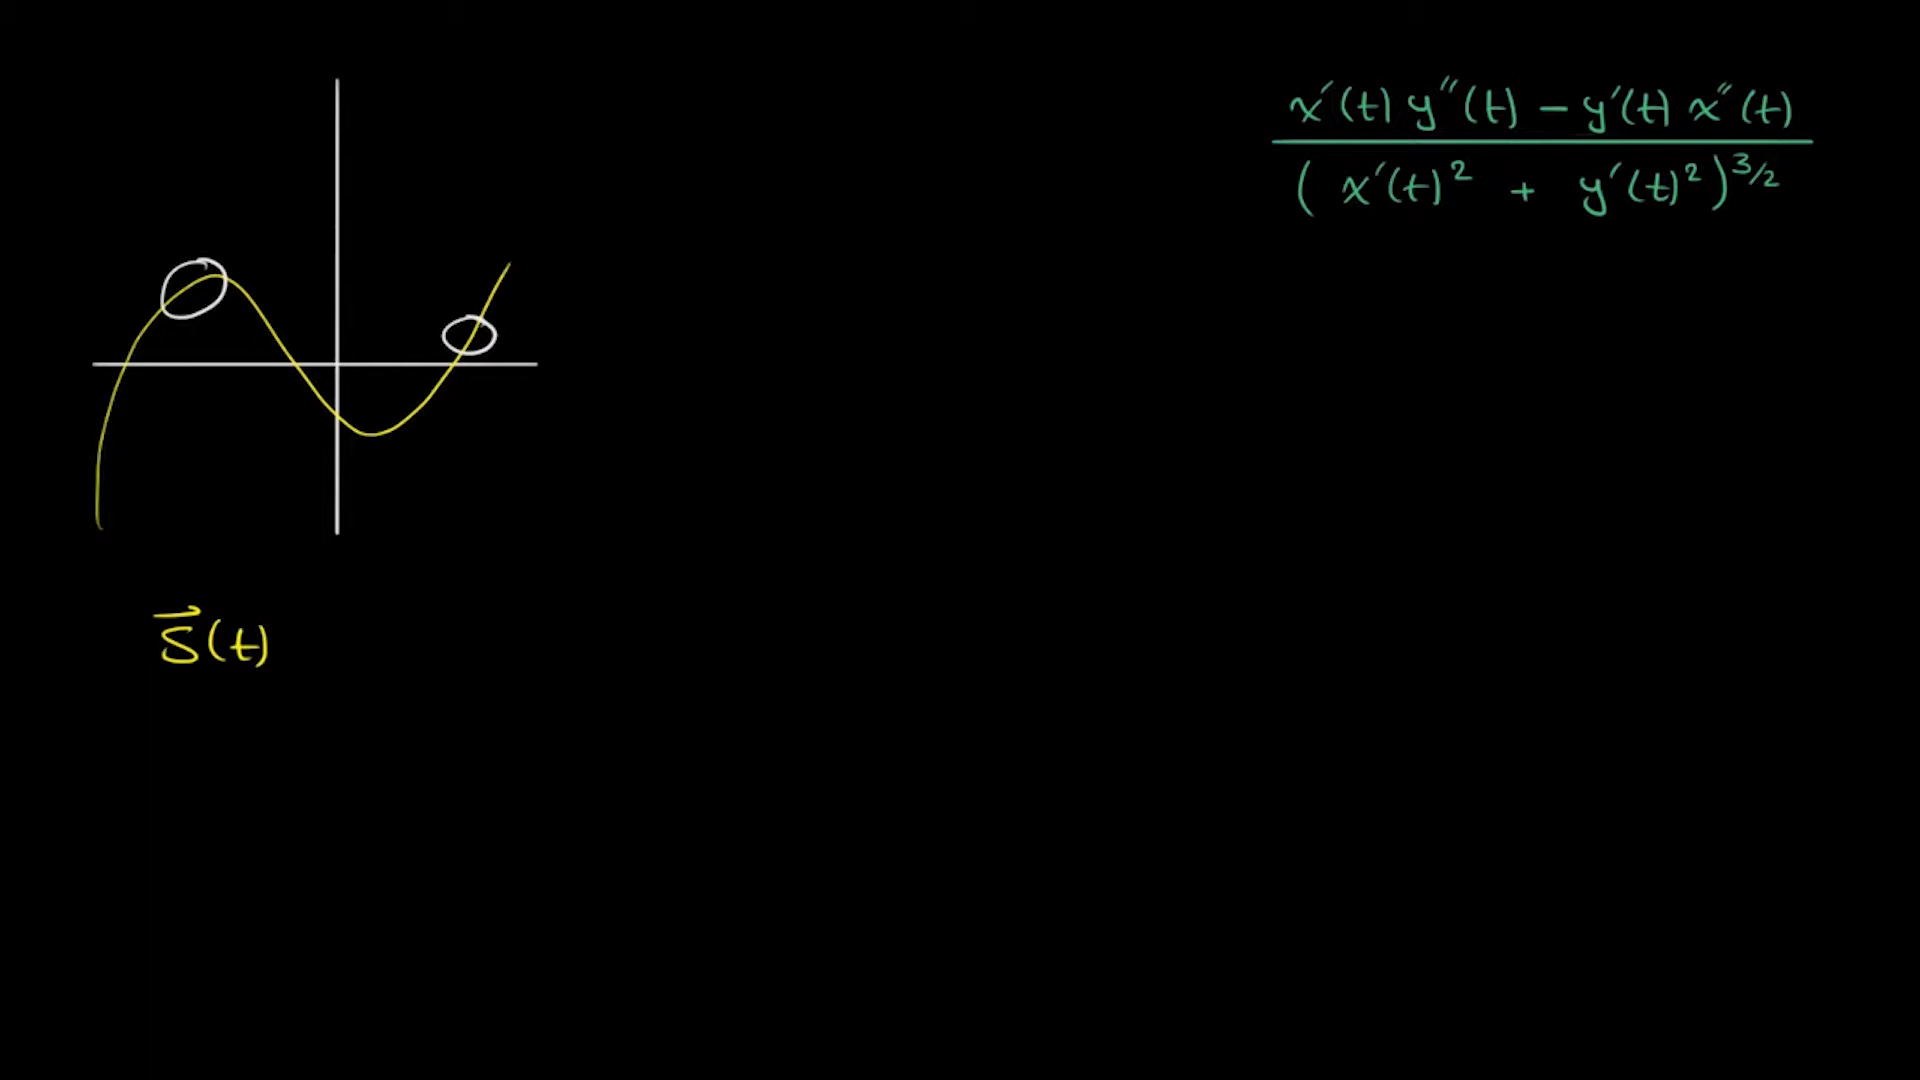 x'(t) y''(t) − y'(t) x''(t)
( x'(t)² + y'(t)² )^3/2
S⃗(t)